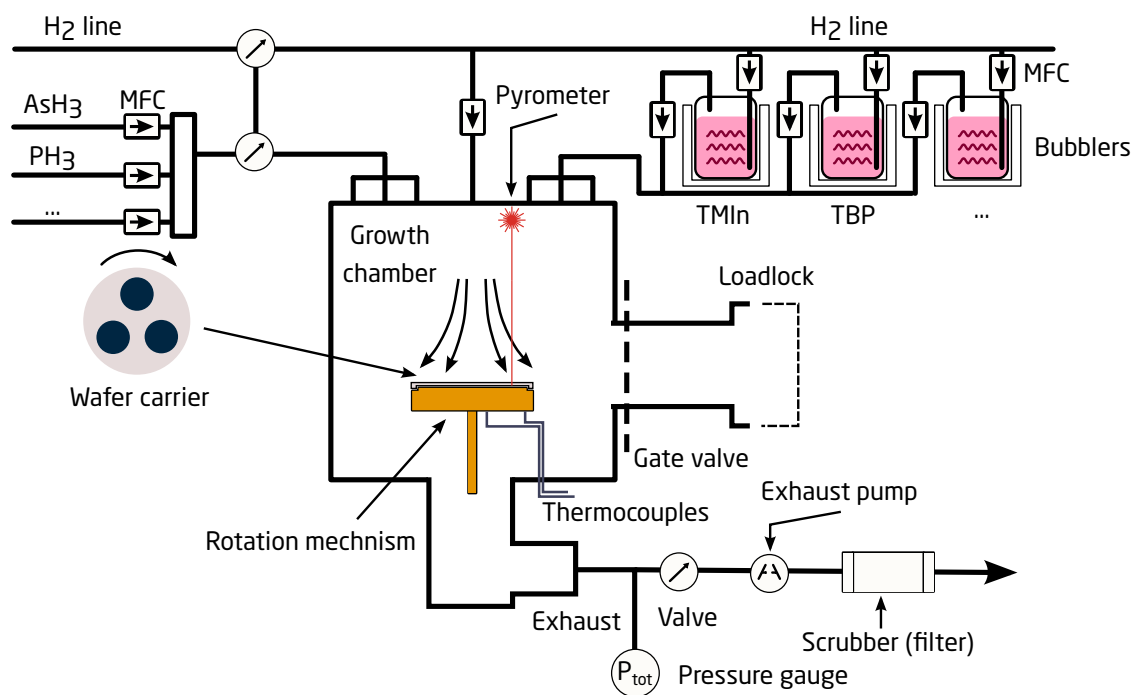 H2 line
H2 line
AsH3
MFC
Pyrometer
MFC
PH3
Bubblers
...
TMIn
TBP
...
Growth
chamber
Loadlock
Wafer carrier
Gate valve
Exhaust pump
Thermocouples
Rotation mechnism
Exhaust
Valve
Scrubber (filter)
Ptot
Pressure gauge